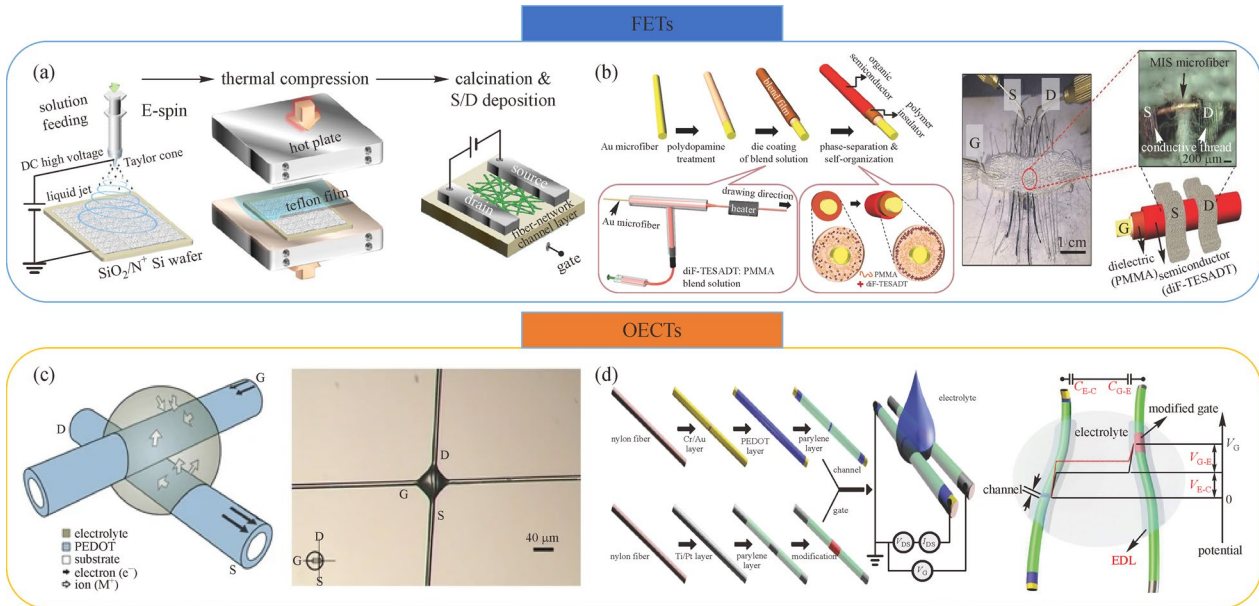 FETs
(a)
solution
feeding
E-spin
DC high voltage
Taylor cone
liquid jet
SiO2/N+ Si wafer
thermal compression
hot plate
teflon film
calcination &
S/D deposition
source
drain
fiber-network
channel layer
gate
(b)
Au microfiber
polydopamine
treatment
blend film
die coating
of blend solution
organic
semiconductor
polymer
insulator
phase-separation &
self-organization
drawing direction
heater
Au microfiber
diF-TESADT: PMMA
blend solution
PMMA
diF-TESADT
S
D
G
1 cm
MIS microfiber
S
D
conductive thread
200 μm
G
S
D
dielectric
(PMMA)
semiconductor
(diF-TESADT)
OECTs
(c)
G
D
S
electrolyte
PEDOT
substrate
electron (e−)
ion (M+)
D
G
S
D
G
S
40 μm
(d)
nylon fiber
Cr/Au
layer
PEDOT
layer
parylene
layer
channel
gate
nylon fiber
Ti/Pt layer
parylene
layer
modification
electrolyte
VDS
IDS
VG
CE-C
CG-E
modified gate
electrolyte
VG
VG-E
VE-C
channel
0
potential
EDL